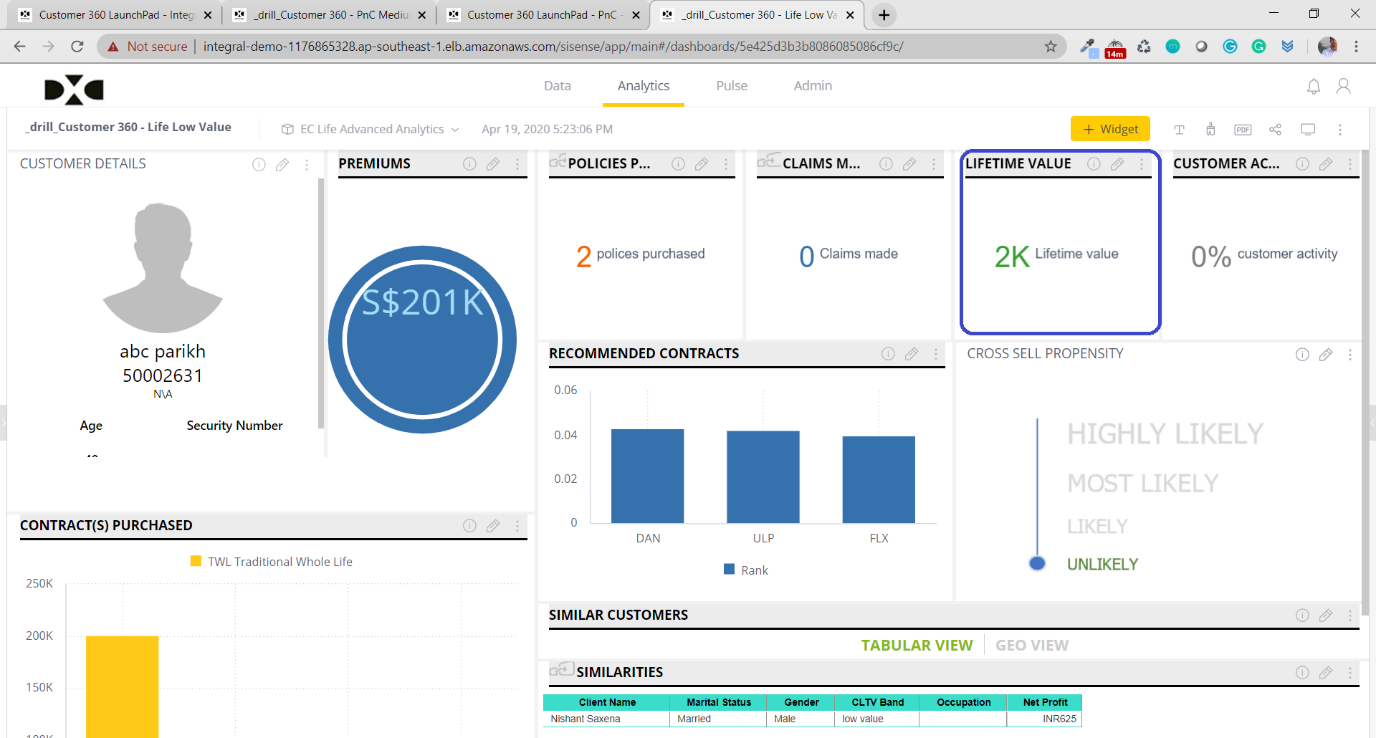 Customer 360 LaunchPad - Integ
_drill_Customer 360 - PnC Mediu
Customer 360 LaunchPad - PnC -
_drill_Customer 360 - Life Low Va
Not secure | integral-demo-1176865328.ap-southeast-1.elb.amazonaws.com/sisense/app/main#/dashboards/5e425d3b3b8086085086cf9c/
14m
Data Analytics Pulse Admin
_drill_Customer 360 - Life Low Value
EC Life Advanced Analytics
Apr 19, 2020 5:23:06 PM
+ Widget
PDF
CUSTOMER DETAILS
abc parikh
50002631
N\A
Age Security Number
PREMIUMS
S$201K
POLICIES P...
2 polices purchased
CLAIMS M...
0 Claims made
LIFETIME VALUE
2K Lifetime value
CUSTOMER AC...
0% customer activity
RECOMMENDED CONTRACTS
0.06
0.04
0.02
0
DAN ULP FLX
Rank
CROSS SELL PROPENSITY
HIGHLY LIKELY
MOST LIKELY
LIKELY
UNLIKELY
CONTRACT(S) PURCHASED
TWL Traditional Whole Life
250K
200K
150K
100K
SIMILAR CUSTOMERS
TABULAR VIEW GEO VIEW
SIMILARITIES
Client Name Marital Status Gender CLTV Band Occupation Net Profit
Nishant Saxena Married Male low value INR625